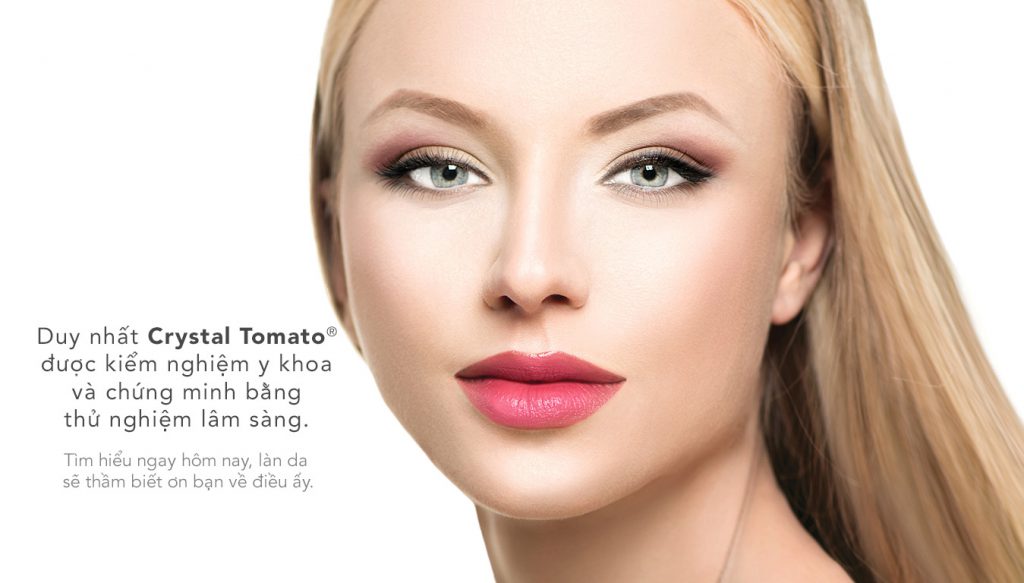 Duy nhất Crystal Tomato®
được kiểm nghiệm y khoa
và chứng minh bằng
thử nghiệm lâm sàng.
Tìm hiểu ngay hôm nay, làn da
sẽ thầm biết ơn bạn về điều ấy.